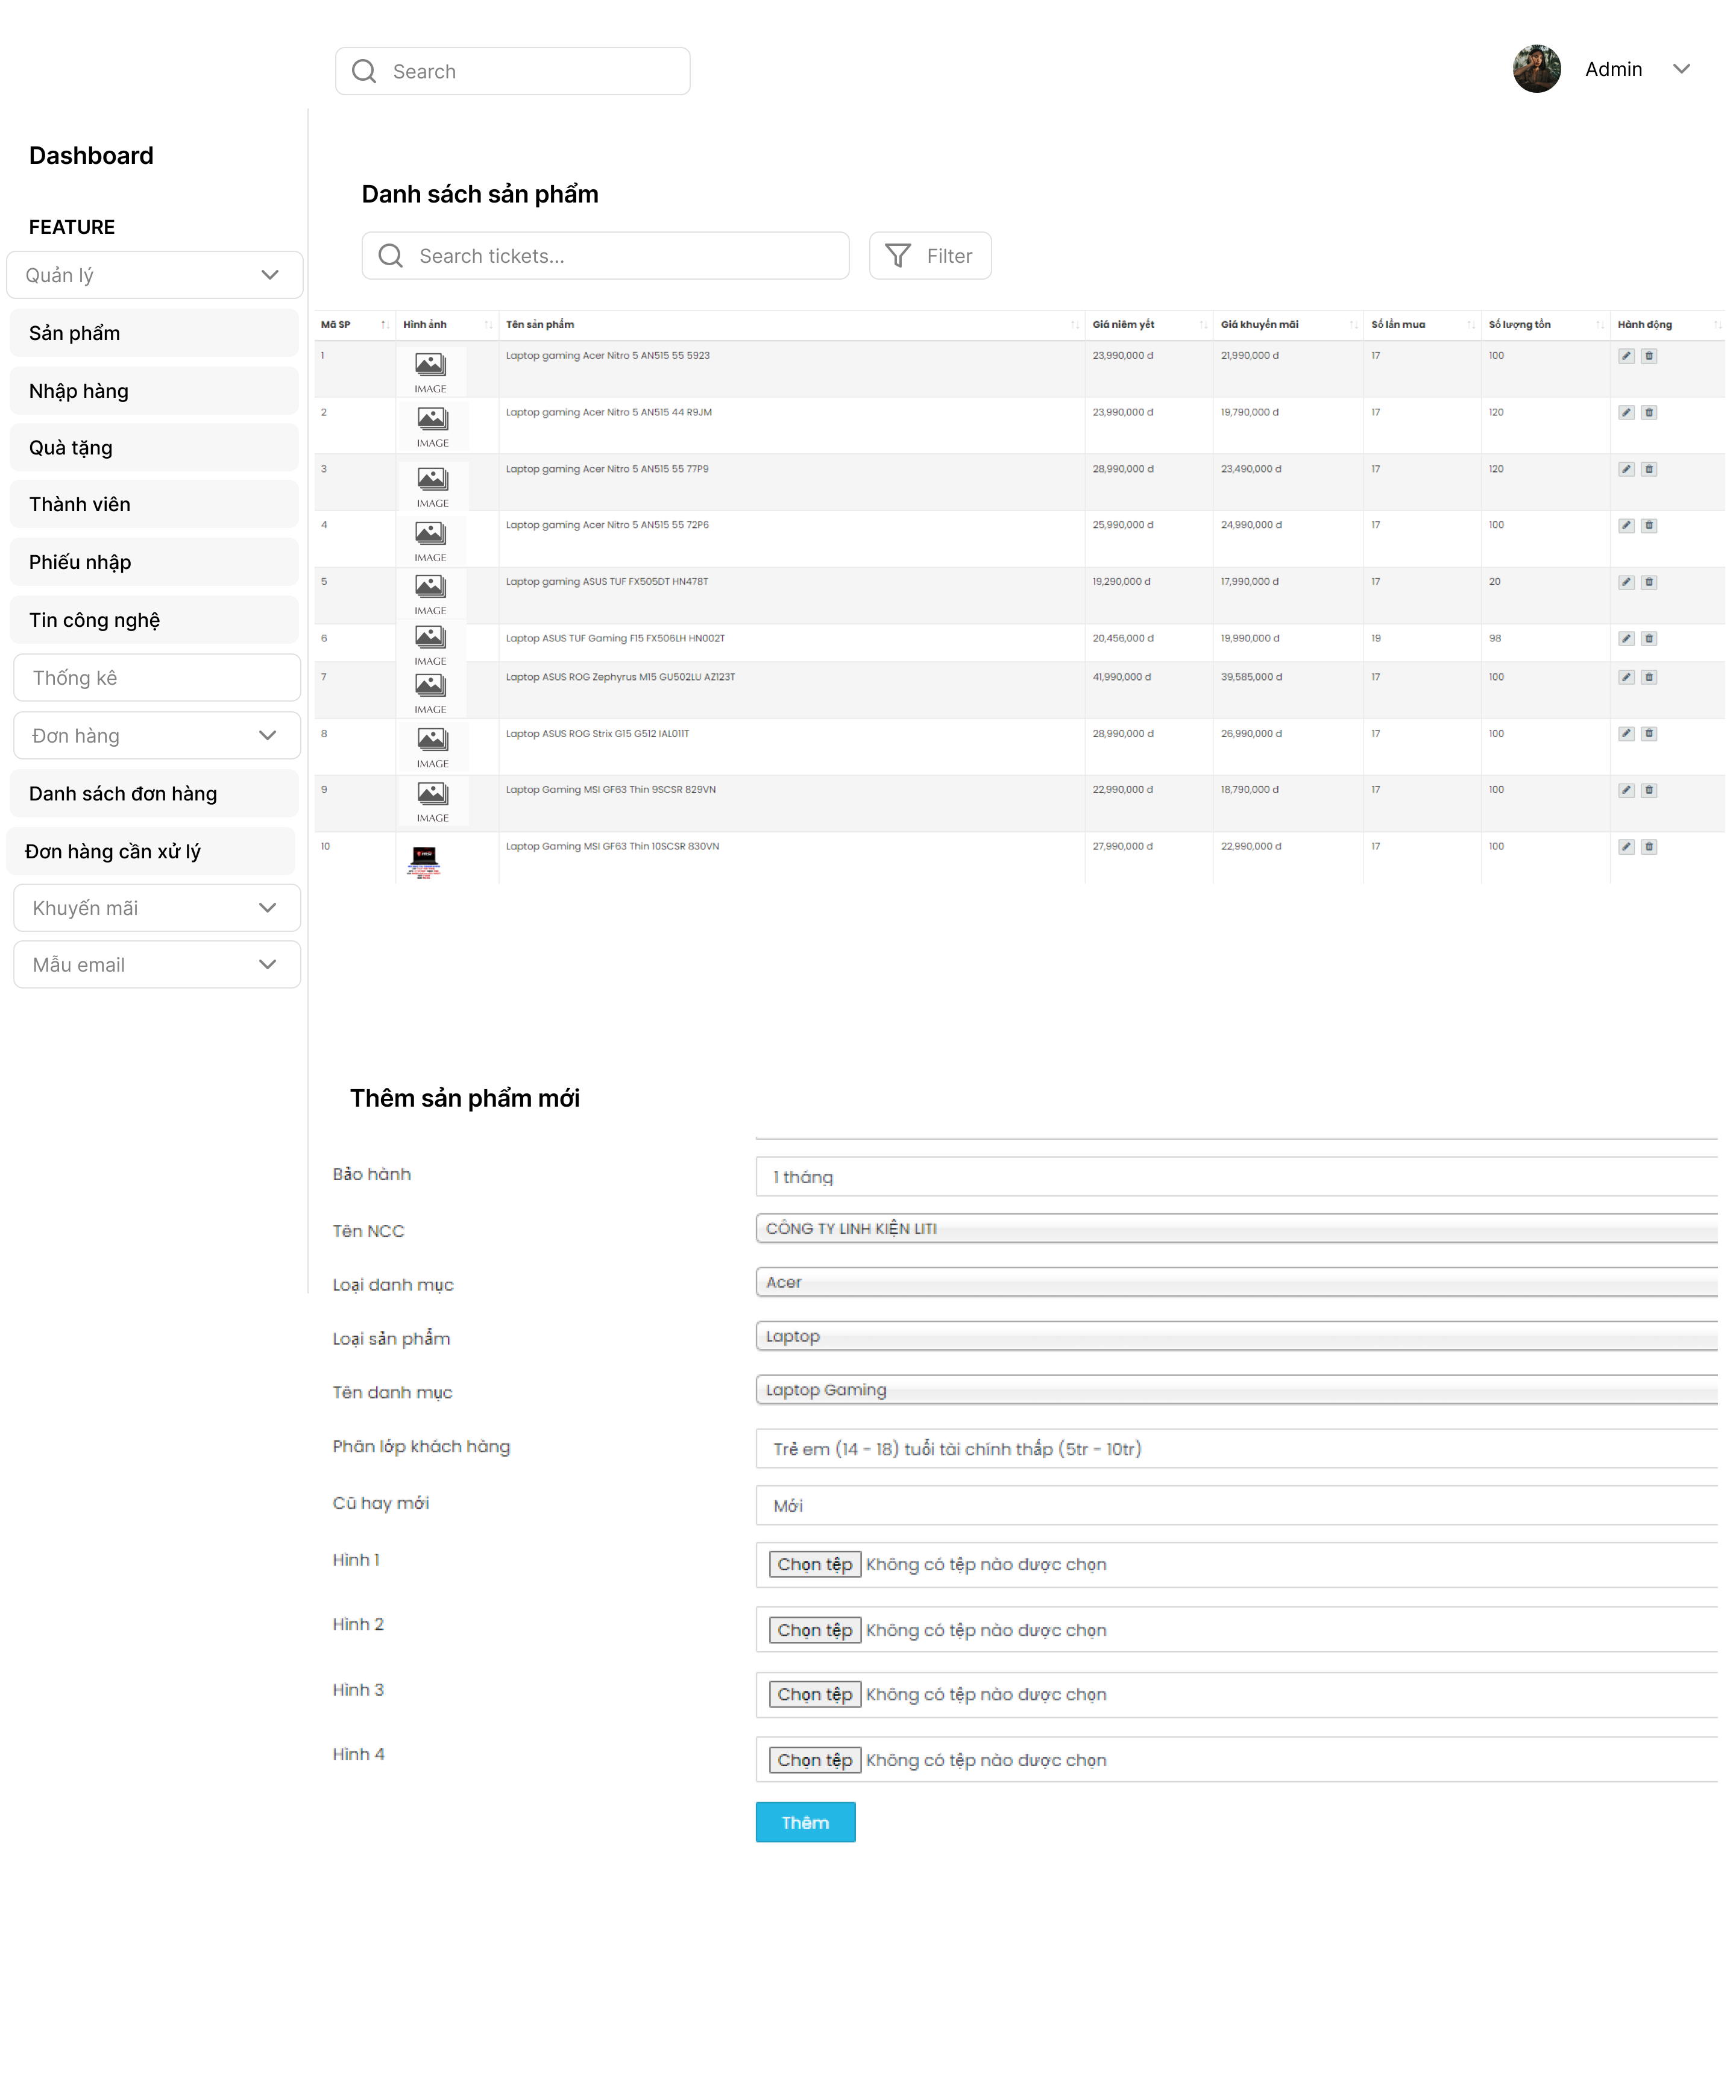 Search
Admin
Dashboard
FEATURE
Quản lý
Sản phẩm
Nhập hàng
Quà tặng
Thành viên
Phiếu nhập
Tin công nghệ
Thống kê
Đơn hàng
Danh sách đơn hàng
Đơn hàng cần xử lý
Khuyến mãi
Mẫu email
Danh sách sản phẩm
Search tickets...
Filter
Mã SP Hình ảnh Tên sản phẩm Giá niêm yết Giá khuyến mãi Số lần mua Số lượng tồn Hành động
1 IMAGE Laptop gaming Acer Nitro 5 AN515 55 5923 23,990,000 đ 21,990,000 đ 17 100
2 IMAGE Laptop gaming Acer Nitro 5 AN515 44 R9JM 23,990,000 đ 19,790,000 đ 17 120
3 IMAGE Laptop gaming Acer Nitro 5 AN515 55 77P9 28,990,000 đ 23,490,000 đ 17 120
4 IMAGE Laptop gaming Acer Nitro 5 AN515 55 72P6 25,990,000 đ 24,990,000 đ 17 100
5 IMAGE Laptop gaming ASUS TUF FX505DT HN478T 19,290,000 đ 17,990,000 đ 17 20
6 IMAGE Laptop ASUS TUF Gaming F15 FX506LH HN002T 20,456,000 đ 19,990,000 đ 19 98
7 IMAGE Laptop ASUS ROG Zephyrus M15 GU502LU AZ123T 41,990,000 đ 39,585,000 đ 17 100
8 IMAGE Laptop ASUS ROG Strix G15 G512 IAL011T 28,990,000 đ 26,990,000 đ 17 100
9 IMAGE Laptop Gaming MSI GF63 Thin 9SCSR 829VN 22,990,000 đ 18,790,000 đ 17 100
10 Laptop Gaming MSI GF63 Thin 10SCSR 830VN 27,990,000 đ 22,990,000 đ 17 100
Thêm sản phẩm mới
Bảo hành 1 tháng
Tên NCC CÔNG TY LINH KIỆN LITI
Loại danh mục Acer
Loại sản phẩm Laptop
Tên danh mục Laptop Gaming
Phân lớp khách hàng Trẻ em (14 - 18) tuổi tài chính thấp (5tr - 10tr)
Cũ hay mới Mới
Hình 1 Chọn tệp Không có tệp nào được chọn
Hình 2 Chọn tệp Không có tệp nào được chọn
Hình 3 Chọn tệp Không có tệp nào được chọn
Hình 4 Chọn tệp Không có tệp nào được chọn
Thêm